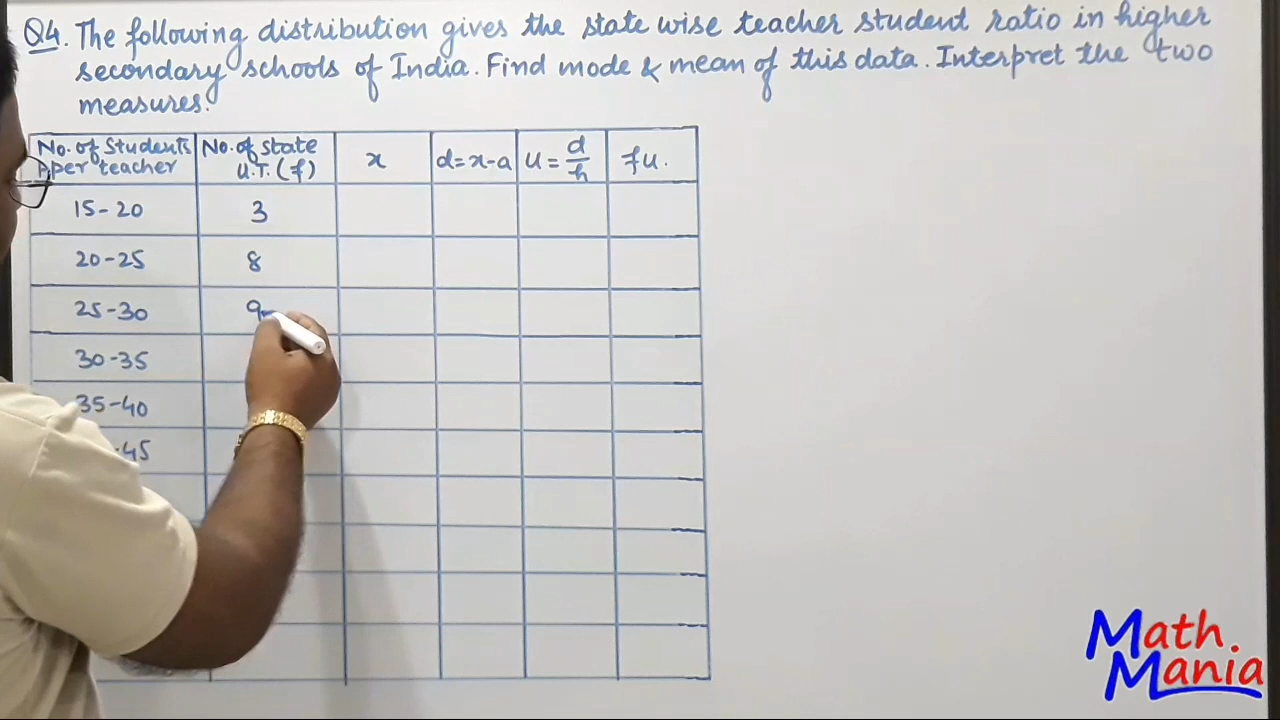 Q4. The following distribution gives the state wise teacher student ratio in higher
secondary schools of India. Find mode & mean of this data. Interpret the two
measures.
No. of Students per teacher | No. of state U.T. (f) | x | d=x-a | u=d/h | fu.
15-20 | 3
20-25 | 8
25-30 | 9
30-35
35-40
-45
Math
Mania